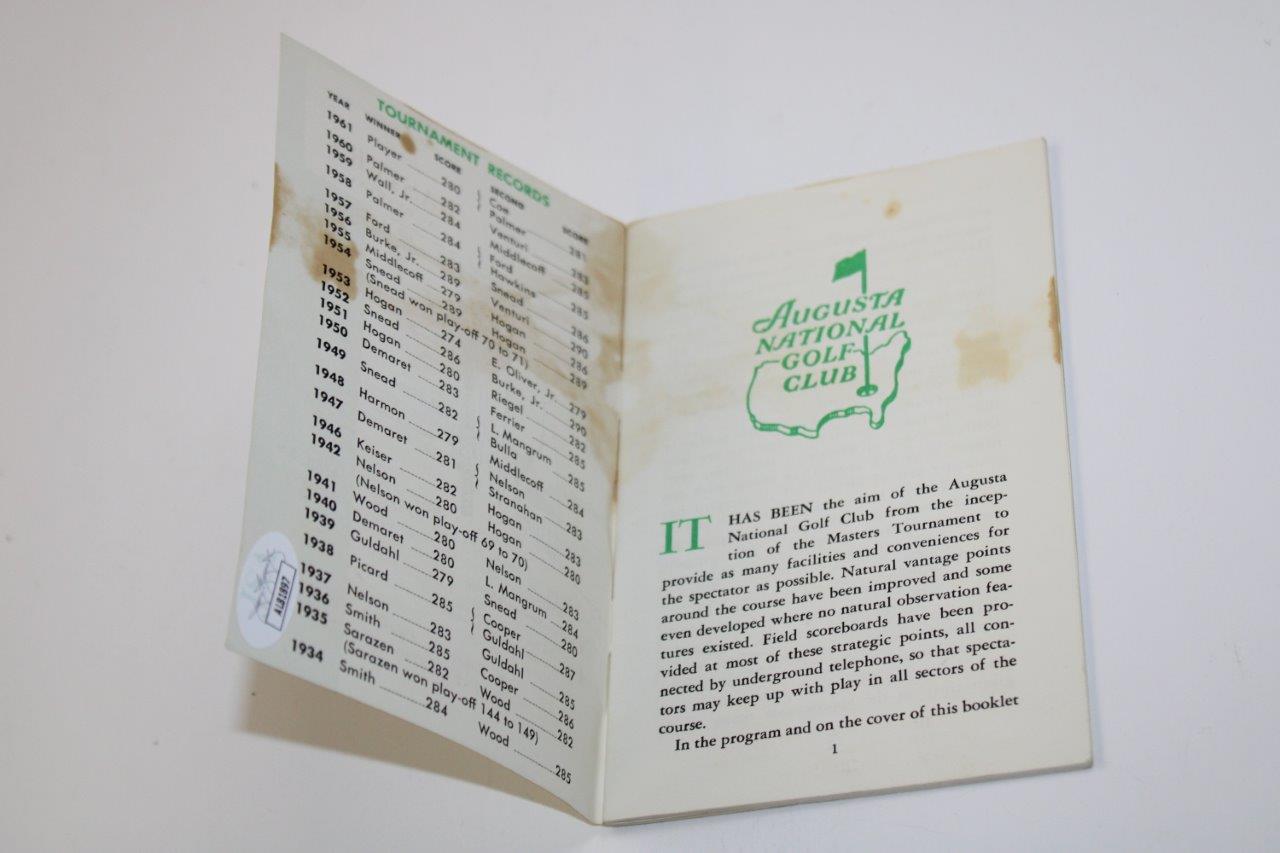 TOURNAMENT RECORDS
YEAR WINNER SCORE SECOND SCORE
1961 Player 280 Coe
Palmer 281
1960 Palmer 282 Venturi 283
1959 Wall, Jr. 284 Middlecoff 285
1958 Palmer 284 Ford
Hawkins 285
1957 Ford 283 Snead 286
1956 Burke, Jr. 289 Venturi 290
1955 Middlecoff 279 Hogan 286
1954 Snead 289 Hogan 289
(Snead won play-off 70 to 71)
1953 Hogan 274 E. Oliver, Jr. 279
1952 Snead 286 Burke, Jr. 290
1951 Hogan 280 Riegel 282
1950 Demaret 283 Ferrier 285
1949 Snead 282 L. Mangrum
Bulla 285
1948 Harmon 279 Middlecoff 284
1947 Demaret 281 Nelson
Stranahan 283
1946 Keiser 282 Hogan 283
1942 Nelson 280 Hogan 280
(Nelson won play-off 69 to 70)
1941 Wood 280 Nelson 283
1940 Demaret 280 L. Mangrum 284
1939 Guldahl 279 Snead 280
1938 Picard 285 Cooper
Guldahl 287
1937 Nelson 283 Guldahl 285
1936 Smith 285 Cooper 286
1935 Sarazen 282 Wood 282
(Sarazen won play-off 144 to 149)
1934 Smith 284 Wood 285
AUGUSTA
NATIONAL
GOLF
CLUB
IT HAS BEEN the aim of the Augusta
National Golf Club from the incep-
tion of the Masters Tournament to
provide as many facilities and conveniences for
the spectator as possible. Natural vantage points
around the course have been improved and some
even developed where no natural observation fea-
tures existed. Field scoreboards have been pro-
vided at most of these strategic points, all con-
nected by underground telephone, so that specta-
tors may keep up with play in all sectors of the
course.
In the program and on the cover of this booklet
1